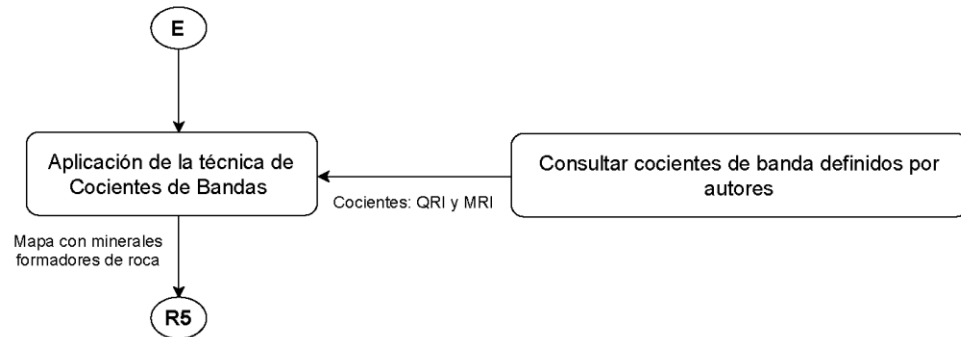 E
Aplicación de la técnica de
Cocientes de Bandas
Consultar cocientes de banda definidos por
autores
Cocientes: QRI y MRI
Mapa con minerales
formadores de roca
R5